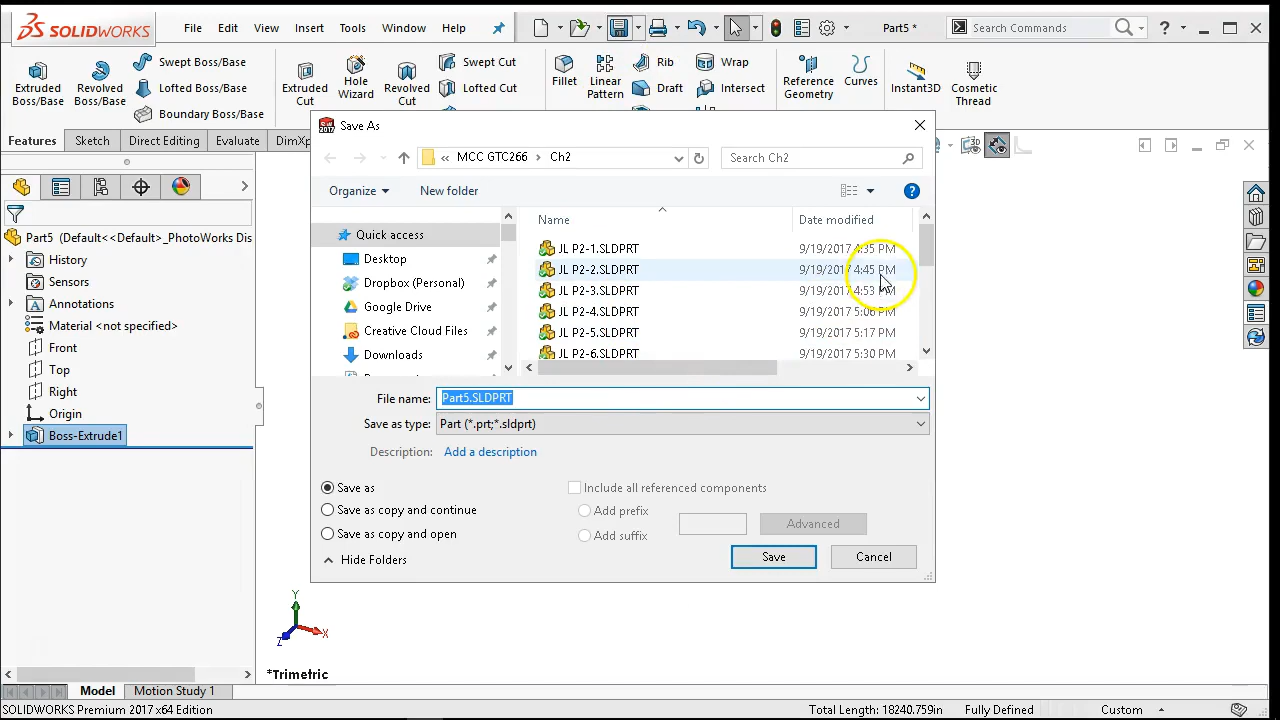 SOLIDWORKS
File Edit View Insert Tools Window Help
Part5 *
Search Commands
Extruded Boss/Base
Revolved Boss/Base
Swept Boss/Base
Lofted Boss/Base
Boundary Boss/Base
Extruded Cut
Hole Wizard
Revolved Cut
Swept Cut
Lofted Cut
Fillet
Linear Pattern
Rib
Draft
Wrap
Intersect
Reference Geometry
Curves
Instant3D
Cosmetic Thread
Features Sketch Direct Editing Evaluate DimXp
Part5 (Default<<Default>_PhotoWorks Dis
History
Sensors
Annotations
Material <not specified>
Front
Top
Right
Origin
Boss-Extrude1
Save As
« MCC GTC266 › Ch2
Search Ch2
Organize New folder
Quick access
Desktop
Dropbox (Personal)
Google Drive
Creative Cloud Files
Downloads
Name Date modified
JL P2-1.SLDPRT 9/19/2017 4:35 PM
JL P2-2.SLDPRT 9/19/2017 4:45 PM
JL P2-3.SLDPRT 9/19/2017 4:53 PM
JL P2-4.SLDPRT 9/19/2017 5:06 PM
JL P2-5.SLDPRT 9/19/2017 5:17 PM
JL P2-6.SLDPRT 9/19/2017 5:30 PM
File name: Part5.SLDPRT
Save as type: Part (*.prt;*.sldprt)
Description: Add a description
Save as
Save as copy and continue
Save as copy and open
Include all referenced components
Add prefix
Add suffix
Advanced
Hide Folders
Save Cancel
Y
X
Z
*Trimetric
Model Motion Study 1
SOLIDWORKS Premium 2017 x64 Edition
Total Length: 18240.759in Fully Defined Custom